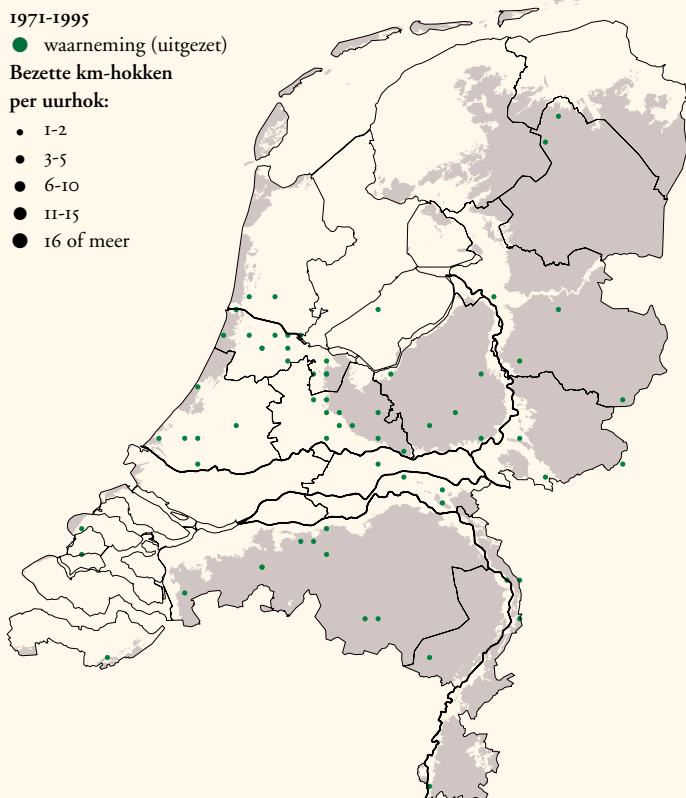 1971-1995
waarneming (uitgezet)
Bezette km-hokken
per uurhok:
1-2
3-5
6-10
11-15
16 of meer